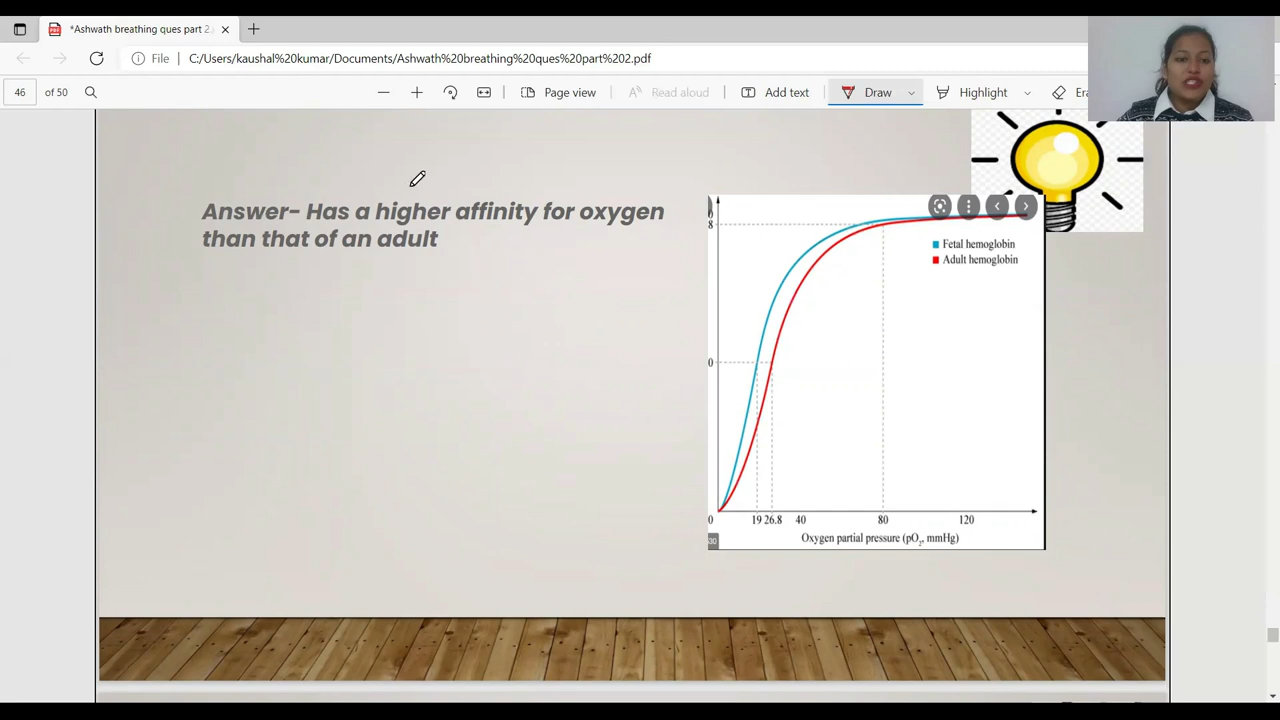 *Ashwath breathing ques part 2.
File
C:/Users/kaushal%20kumar/Documents/Ashwath%20breathing%20ques%20part%202.pdf
46 of 50
Page view
Read aloud
Add text
Draw
Highlight
Answer- Has a higher affinity for oxygen
than that of an adult
8
Fetal hemoglobin
Adult hemoglobin
0
0 19 26.8 40 80 120
Oxygen partial pressure (pO2, mmHg)